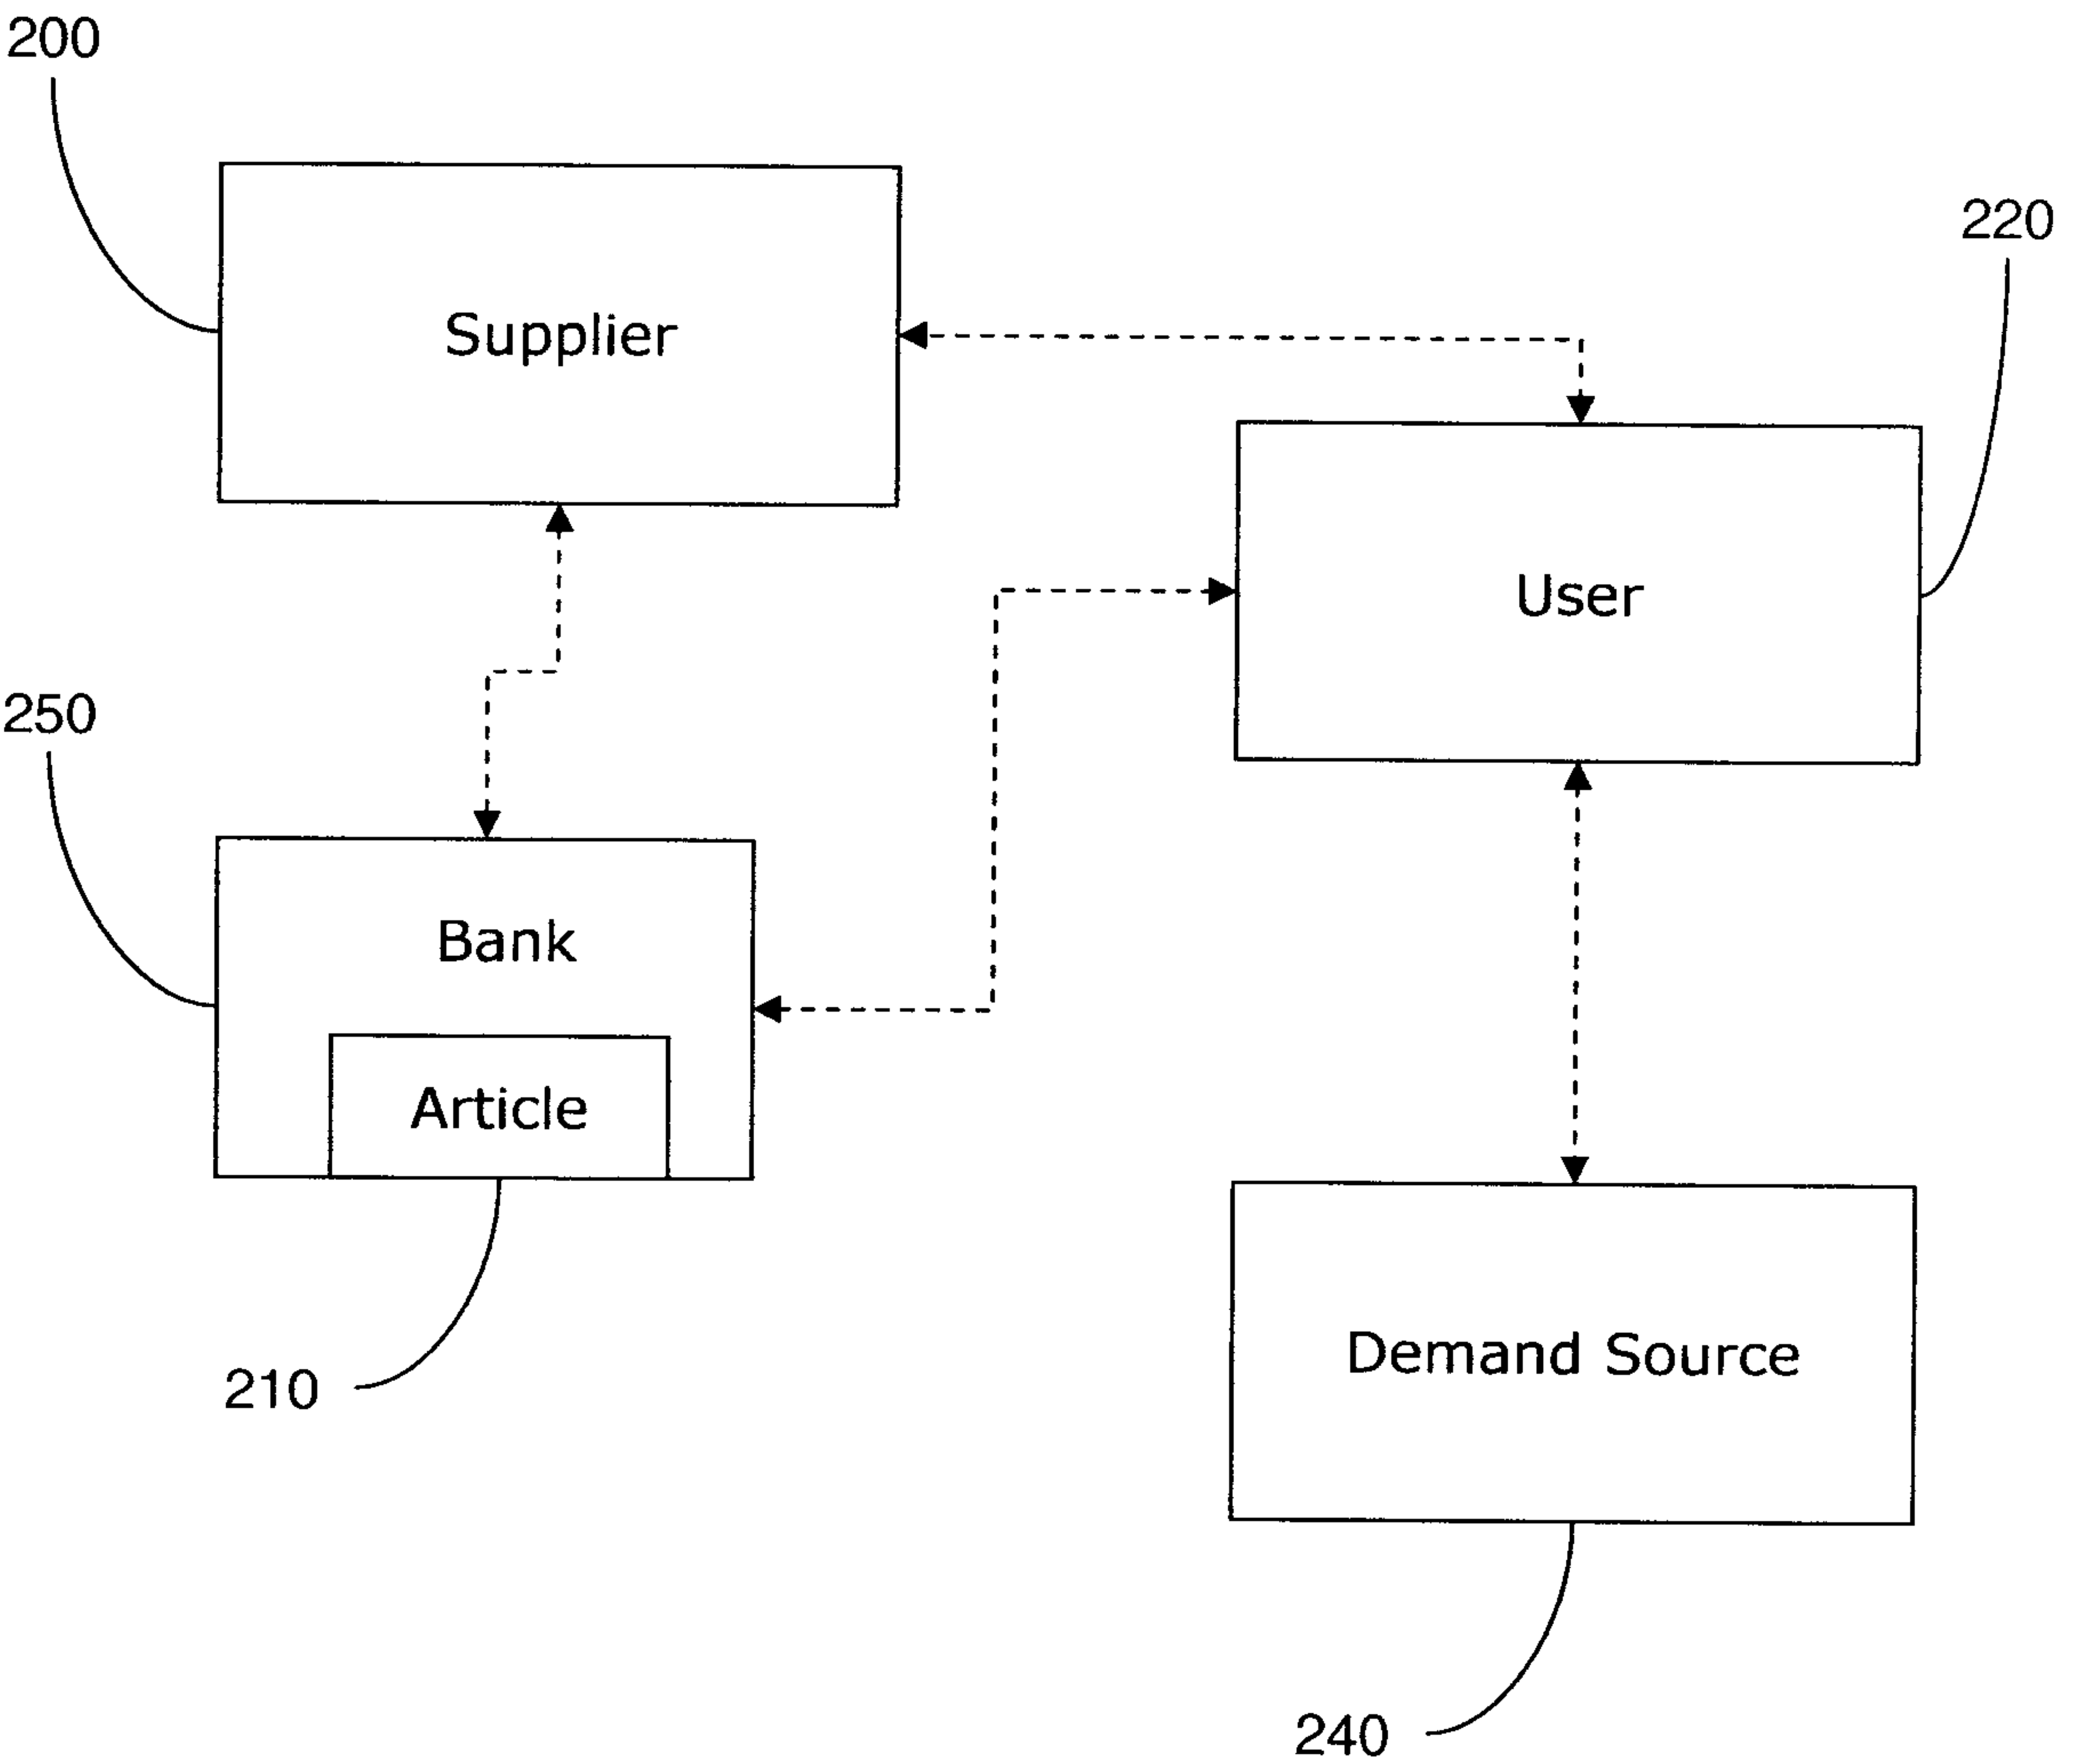 200
220
Supplier
User
250
Bank
Article
Demand Source
210
240